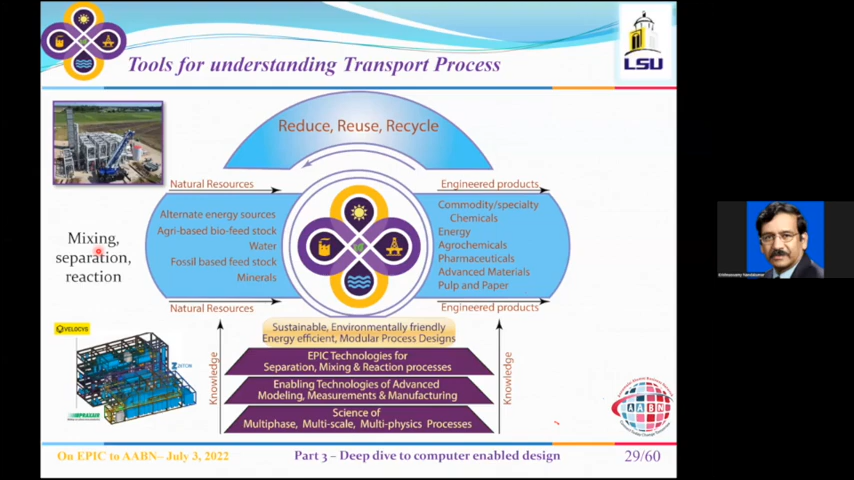 Tools for understanding Transport Process
LSU
Reduce, Reuse, Recycle
Natural Resources
Engineered products
Alternate energy sources
Agri-based bio-feed stock
Water
Fossil based feed stock
Minerals
Commodity/specialty
Chemicals
Energy
Agrochemicals
Pharmaceuticals
Advanced Materials
Pulp and Paper
Mixing,
separation,
reaction
Natural Resources
Engineered products
Sustainable, Environmentally friendly
Energy efficient, Modular Process Designs
EPIC Technologies for
Separation, Mixing & Reaction processes
Enabling Technologies of Advanced
Modeling, Measurements & Manufacturing
Science of
Multiphase, Multi-scale, Multi-physics Processes
Knowledge
Knowledge
VELOCYS
AABN
On EPIC to AABN– July 3, 2022
Part 3 – Deep dive to computer enabled design
29/60